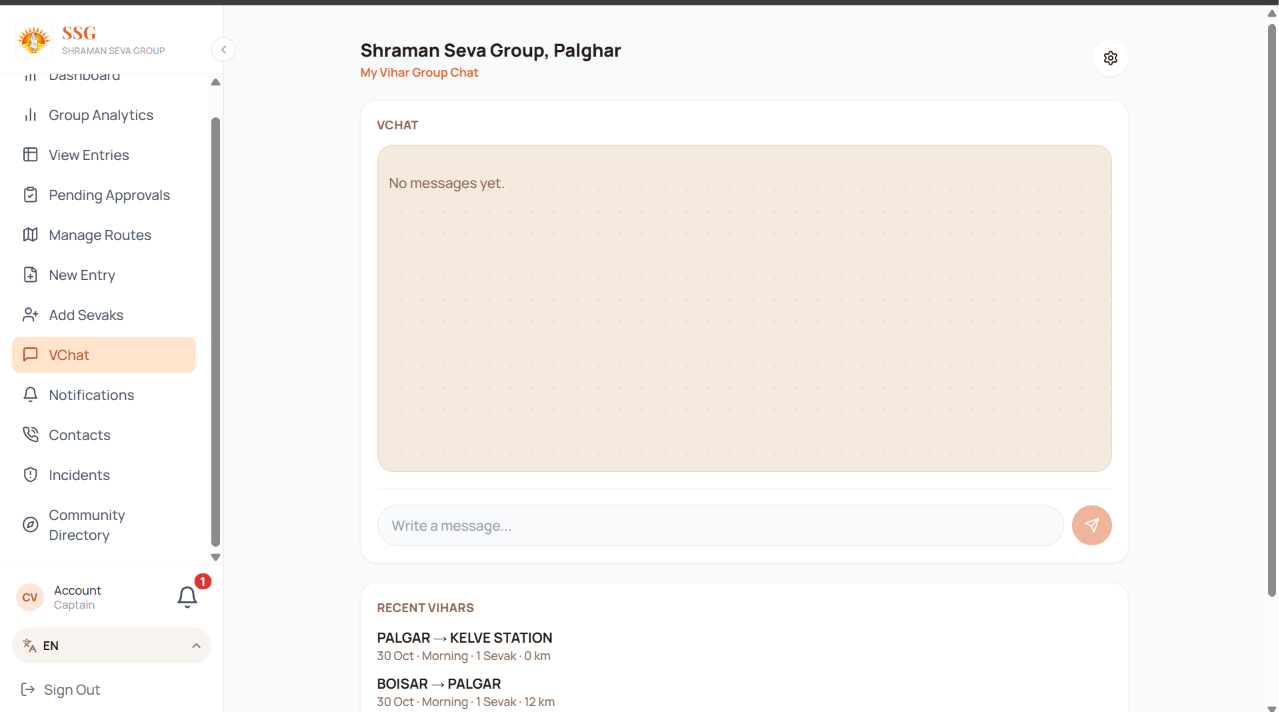 SSG
SHRAMAN SEVA GROUP
Dashboard
Group Analytics
View Entries
Pending Approvals
Manage Routes
New Entry
Add Sevaks
VChat
Notifications
Contacts
Incidents
Community
Directory
CV
Account
Captain
1
EN
Sign Out
Shraman Seva Group, Palghar
My Vihar Group Chat
VCHAT
No messages yet.
Write a message...
RECENT VIHARS
PALGAR → KELVE STATION
30 Oct · Morning · 1 Sevak · 0 km
BOISAR → PALGAR
30 Oct · Morning · 1 Sevak · 12 km